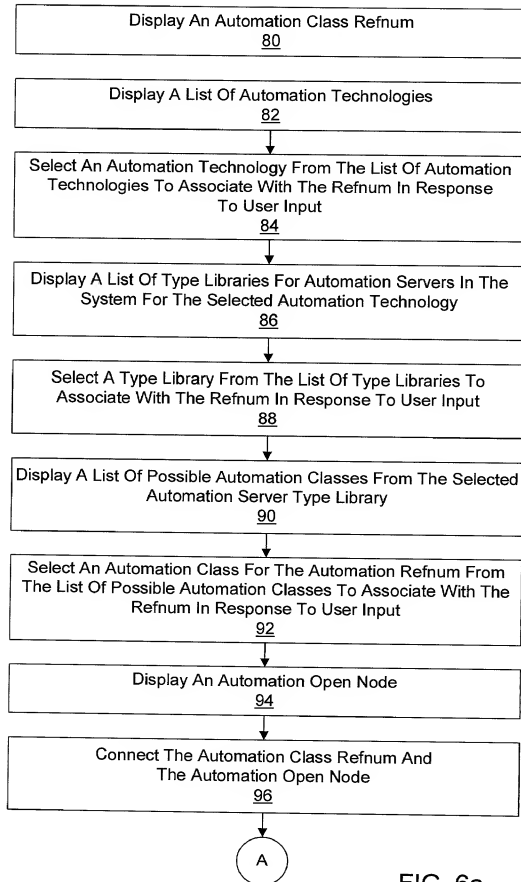 Display An Automation Class Refnum
80
Display A List Of Automation Technologies
82
Select An Automation Technology From The List Of Automation
Technologies To Associate With The Refnum In Response
To User Input
84
Display A List Of Type Libraries For Automation Servers In The
System For The Selected Automation Technology
86
Select A Type Library From The List Of Type Libraries To
Associate With The Refnum In Response To User Input
88
Display A List Of Possible Automation Classes From The Selected
Automation Server Type Library
90
Select An Automation Class For The Automation Refnum From
The List Of Possible Automation Classes To Associate With The
Refnum In Response To User Input
92
Display An Automation Open Node
94
Connect The Automation Class Refnum And
The Automation Open Node
96
A
FIG. 6a